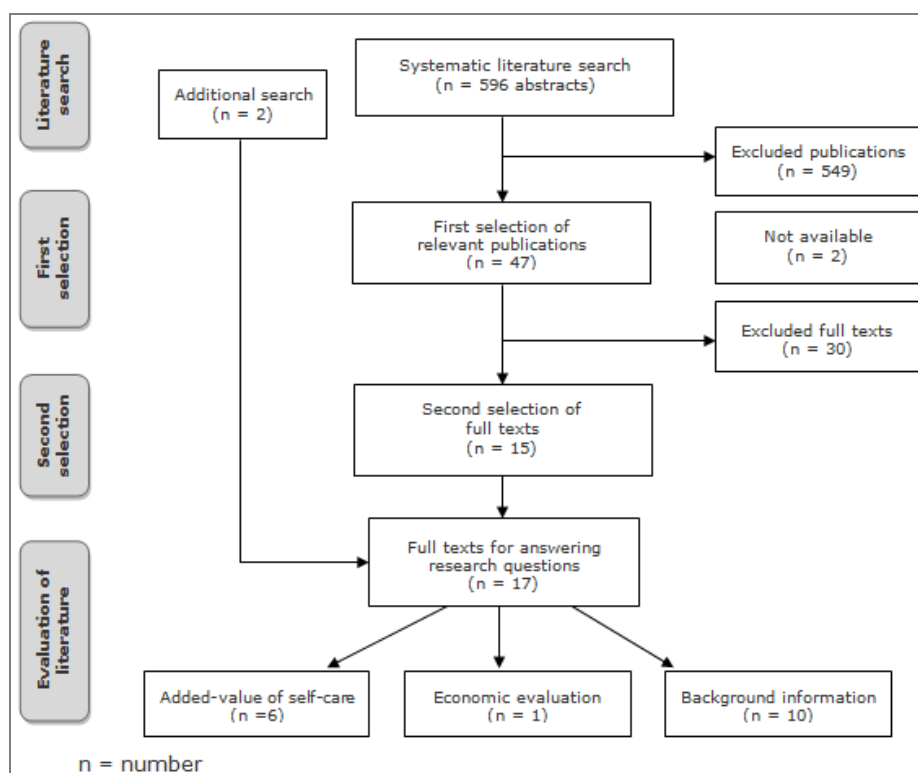 Literature
search
Systematic literature search
(n = 596 abstracts)
Additional search
(n = 2)
Excluded publications
(n = 549)
First
selection
First selection of
relevant publications
(n = 47)
Not available
(n = 2)
Excluded full texts
(n = 30)
Second
selection
Second selection of
full texts
(n = 15)
Evaluation of
literature
Full texts for answering
research questions
(n = 17)
Added-value of self-care
(n =6)
Economic evaluation
(n = 1)
Background information
(n = 10)
n = number